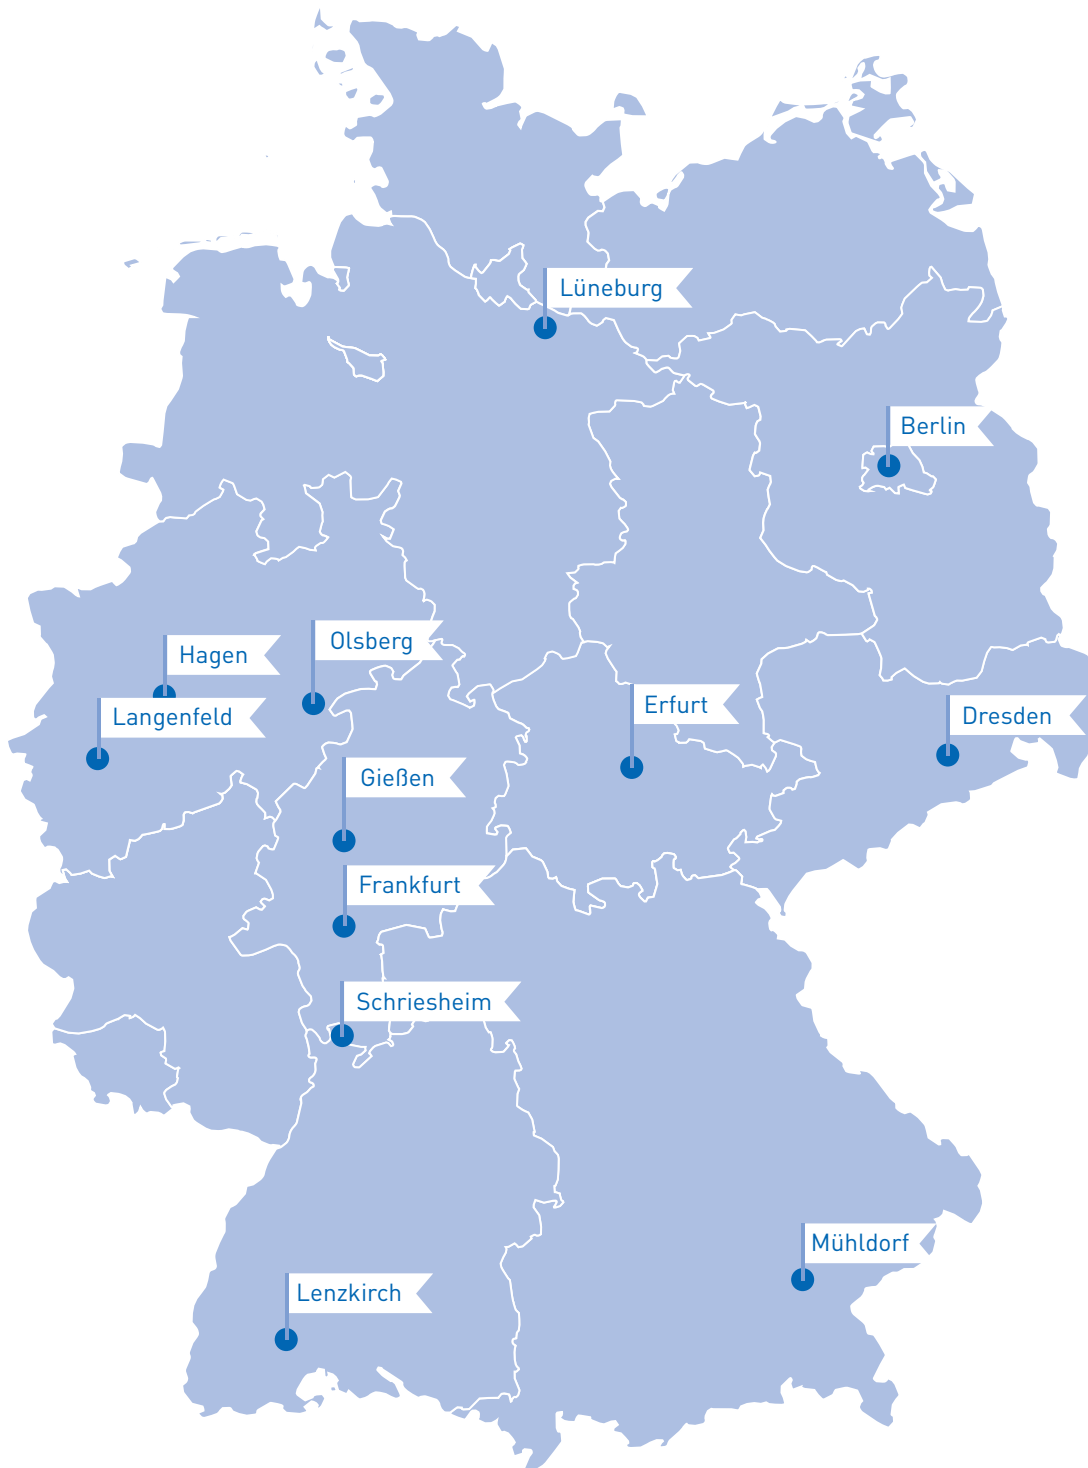 Lüneburg
Berlin
Olsberg
Hagen
Erfurt
Langenfeld
Dresden
Gießen
Frankfurt
Schriesheim
Mühldorf
Lenzkirch